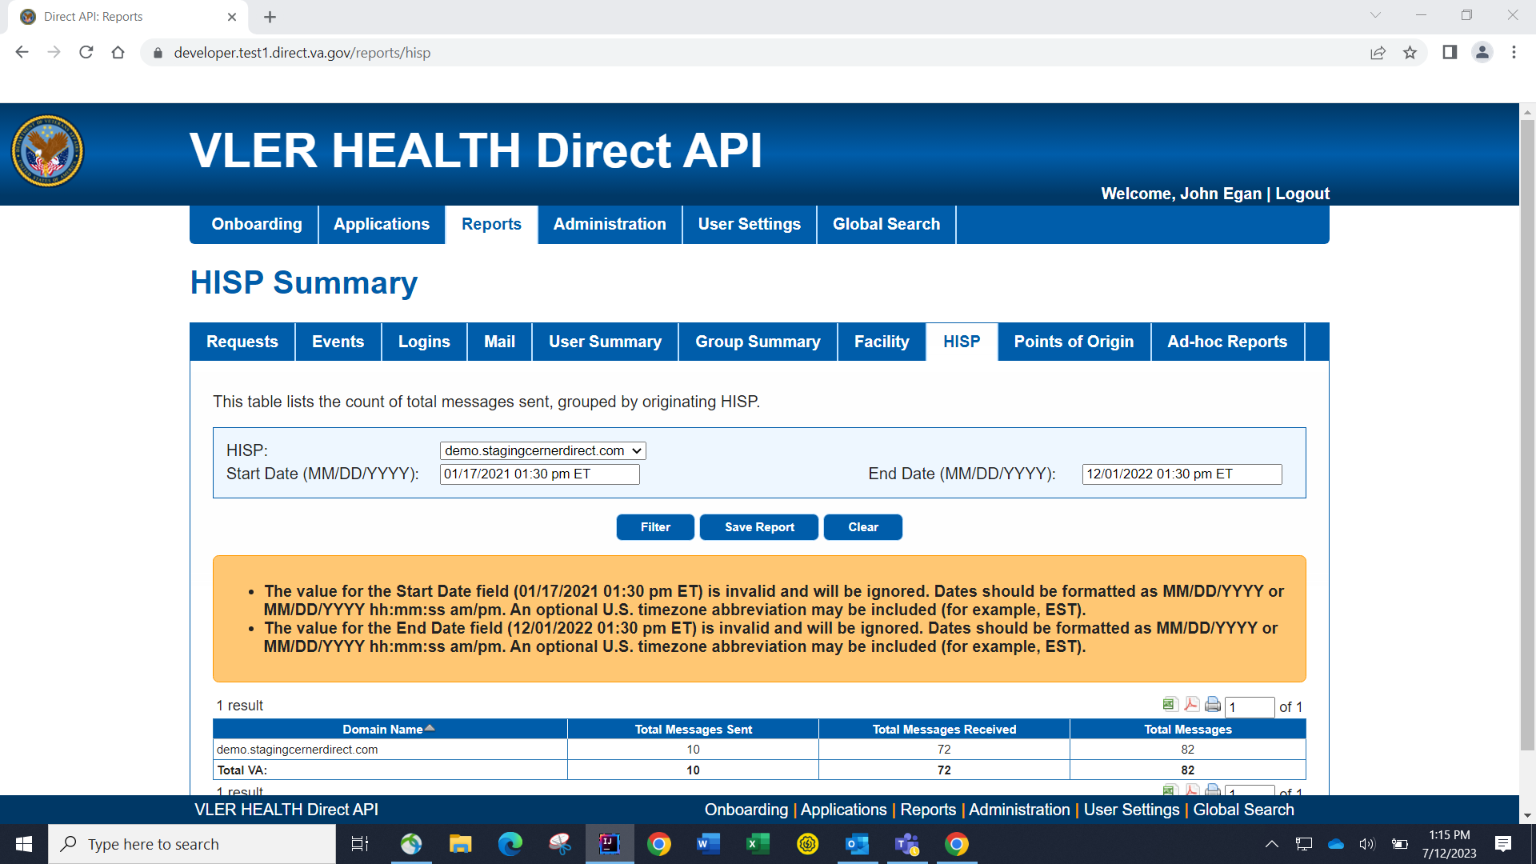 Direct API: Reports
developer.test1.direct.va.gov/reports/hisp
VLER HEALTH Direct API
Welcome, John Egan | Logout
Onboarding Applications Reports Administration User Settings Global Search
HISP Summary
Requests Events Logins Mail User Summary Group Summary Facility HISP Points of Origin Ad-hoc Reports
This table lists the count of total messages sent, grouped by originating HISP.
HISP: demo.stagingcernerdirect.com
Start Date (MM/DD/YYYY): 01/17/2021 01:30 pm ET End Date (MM/DD/YYYY): 12/01/2022 01:30 pm ET
Filter Save Report Clear
• The value for the Start Date field (01/17/2021 01:30 pm ET) is invalid and will be ignored. Dates should be formatted as MM/DD/YYYY or
MM/DD/YYYY hh:mm:ss am/pm. An optional U.S. timezone abbreviation may be included (for example, EST).
• The value for the End Date field (12/01/2022 01:30 pm ET) is invalid and will be ignored. Dates should be formatted as MM/DD/YYYY or
MM/DD/YYYY hh:mm:ss am/pm. An optional U.S. timezone abbreviation may be included (for example, EST).
1 result 1 of 1
Domain Name Total Messages Sent Total Messages Received Total Messages
demo.stagingcernerdirect.com 10 72 82
Total VA: 10 72 82
1 result 1 of 1
VLER HEALTH Direct API Onboarding | Applications | Reports | Administration | User Settings | Global Search
Type here to search
1:15 PM
7/12/2023